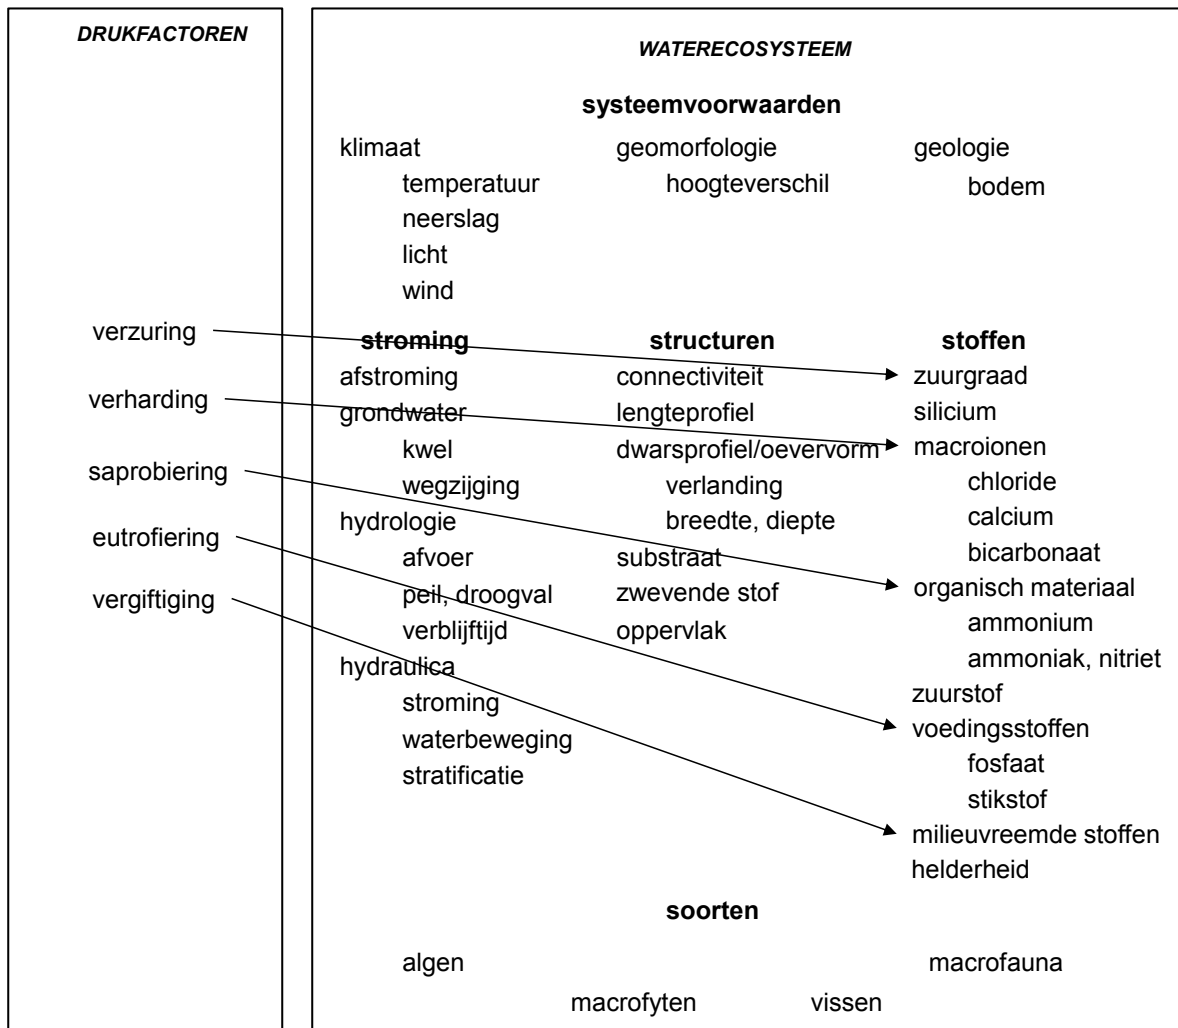 DRUKFACTOREN
verzuring
verharding
saprobiering
eutrofiering
vergiftiging
WATERECOSYSTEEM
systeemvoorwaarden
klimaat
temperatuur
neerslag
licht
wind
geomorfologie
hoogteverschil
geologie
bodem
stroming
afstroming
grondwater
kwel
wegzijging
hydrologie
afvoer
peil, droogval
verblijftijd
hydraulica
stroming
waterbeweging
stratificatie
structuren
connectiviteit
lengteprofiel
dwarsprofiel/oevervorm
verlanding
breedte, diepte
substraat
zwevende stof
oppervlak
stoffen
zuurgraad
silicium
macroionen
chloride
calcium
bicarbonaat
organisch materiaal
ammonium
ammoniak, nitriet
zuurstof
voedingsstoffen
fosfaat
stikstof
milieuvreemde stoffen
helderheid
soorten
algen
macrofauna
macrofyten
vissen